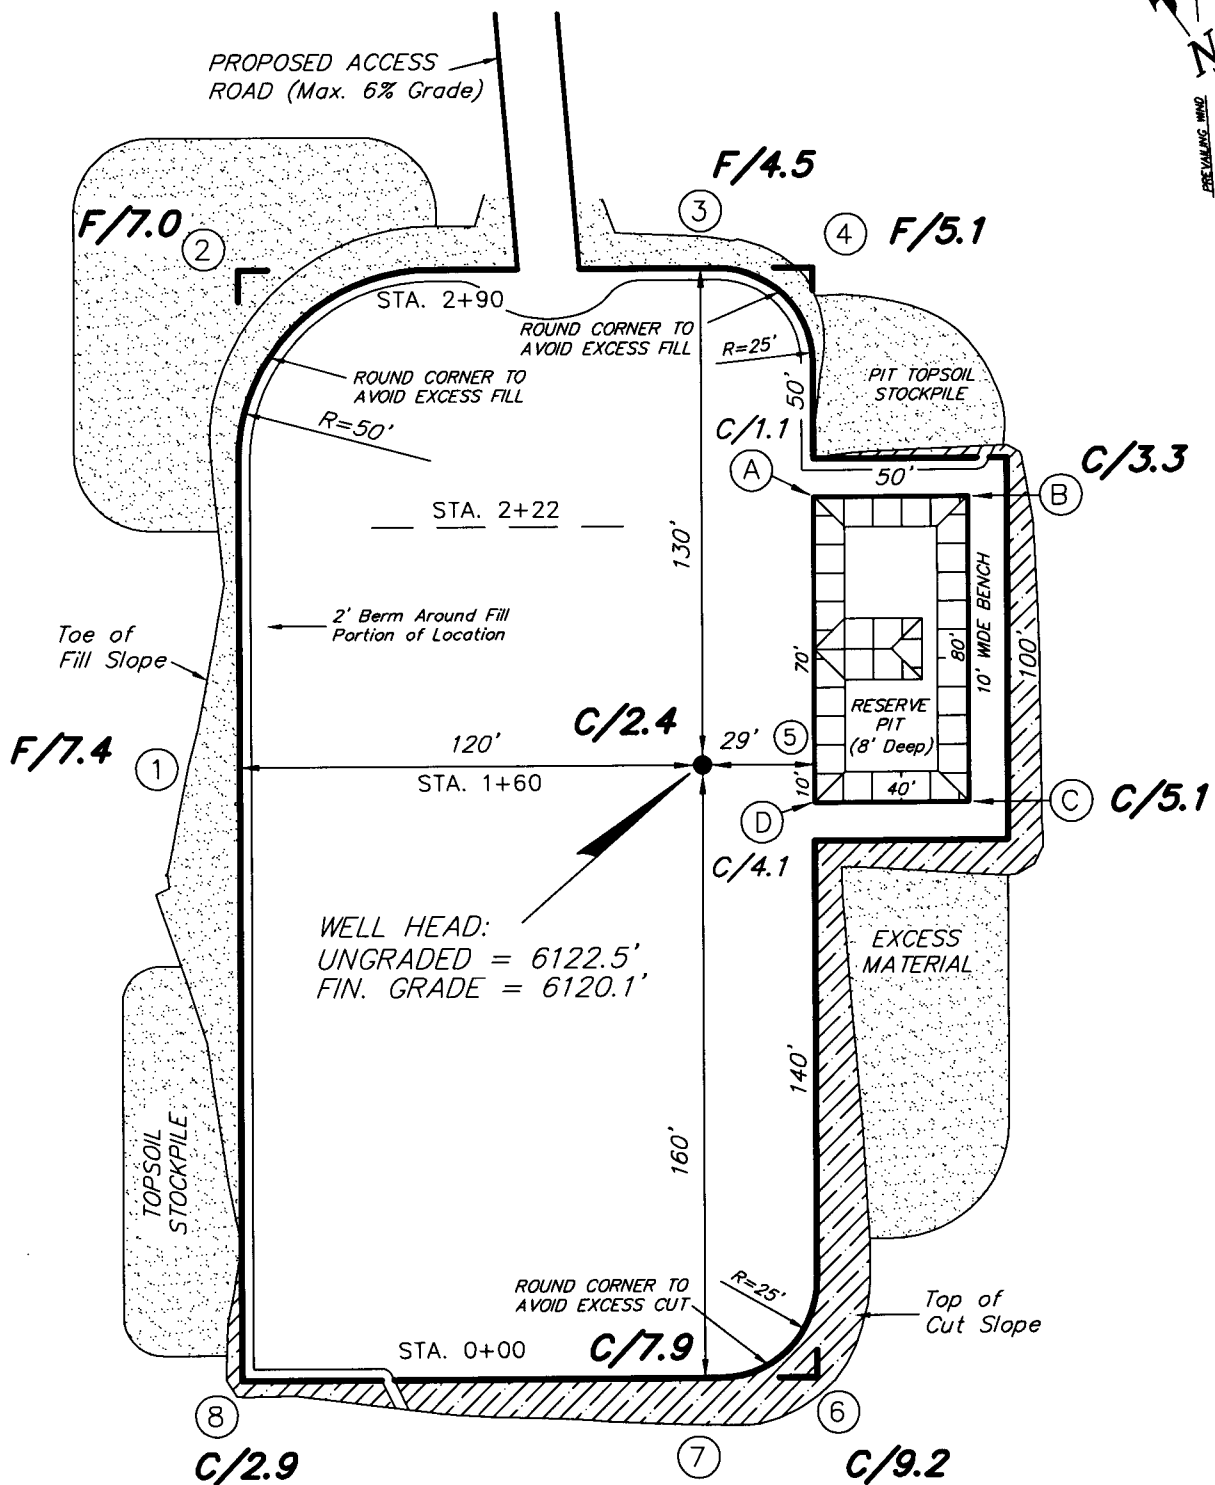 N
PREVAILING WIND
PROPOSED ACCESS
ROAD (Max. 6% Grade)
F/4.5
3
F/7.0
2
4
F/5.1
STA. 2+90
ROUND CORNER TO
AVOID EXCESS FILL
R=25'
ROUND CORNER TO
AVOID EXCESS FILL
R=50'
50'
PIT TOPSOIL
STOCKPILE
C/1.1
C/3.3
A
50'
B
STA. 2+22
130'
2' Berm Around Fill
Portion of Location
Toe of
Fill Slope
70'
80'
10' WIDE BENCH
100'
RESERVE
PIT
(8' Deep)
C/2.4
F/7.4
1
120'
29'
5
STA. 1+60
10'
40'
D
C
C/5.1
C/4.1
WELL HEAD:
UNGRADED = 6122.5'
FIN. GRADE = 6120.1'
EXCESS
MATERIAL
140'
160'
TOPSOIL
STOCKPILE
ROUND CORNER TO
AVOID EXCESS CUT
R=25'
Top of
Cut Slope
STA. 0+00
C/7.9
8
6
C/2.9
7
C/9.2